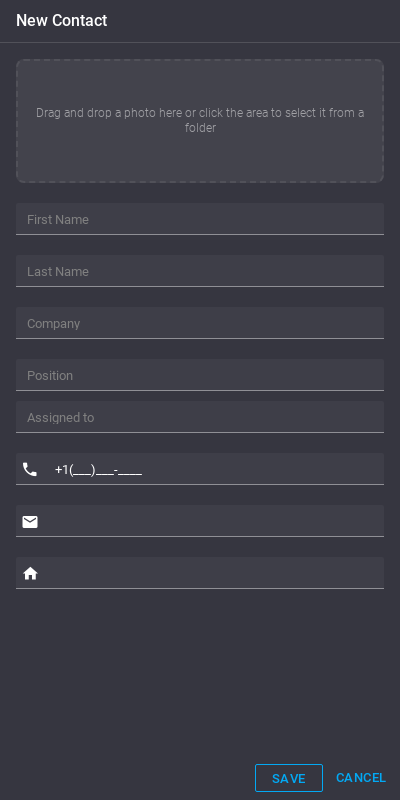 New Contact
Drag and drop a photo here or click the area to select it from a
folder
First Name
Last Name
Company
Position
Assigned to
+1(___)___-____
SAVE
CANCEL